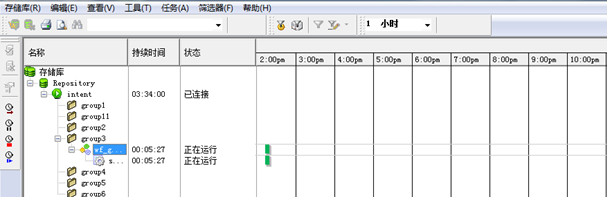 存储库(R) 编辑(E) 查看(V) 工具(T) 任务(A) 筛选器(F) 帮助(H)
1 小时
名称 持续时间 状态 2:00pm 3:00pm 4:00pm 5:00pm 6:00pm 7:00pm 8:00pm 9:00pm 10:00pm
存储库
Repository
intent 03:34:00 已连接
group1
group11
group2
group3
wf_g... 00:05:27 正在运行
s... 00:05:27 正在运行
group4
group5
group6